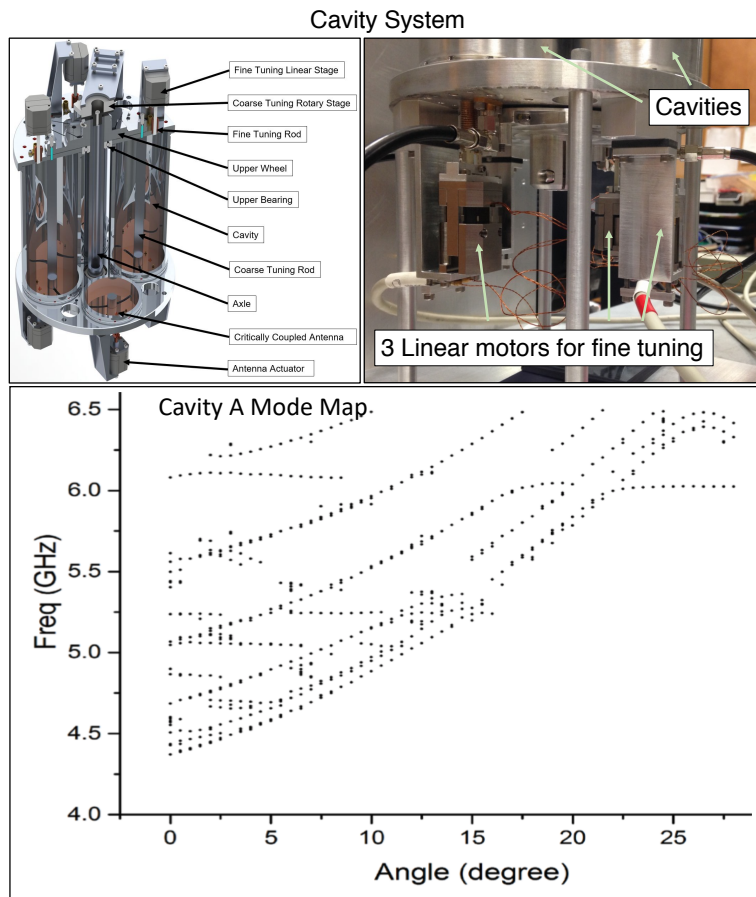 Cavity System
Fine Tuning Linear Stage
Coarse Tuning Rotary Stage
Fine Tuning Rod
Upper Wheel
Upper Bearing
Cavity
Coarse Tuning Rod
Axle
Critically Coupled Antenna
Antenna Actuator
Cavities
3 Linear motors for fine tuning
Cavity A Mode Map
6.5
6.0
5.5
5.0
4.5
4.0
Freq (GHz)
0
5
10
15
20
25
Angle (degree)